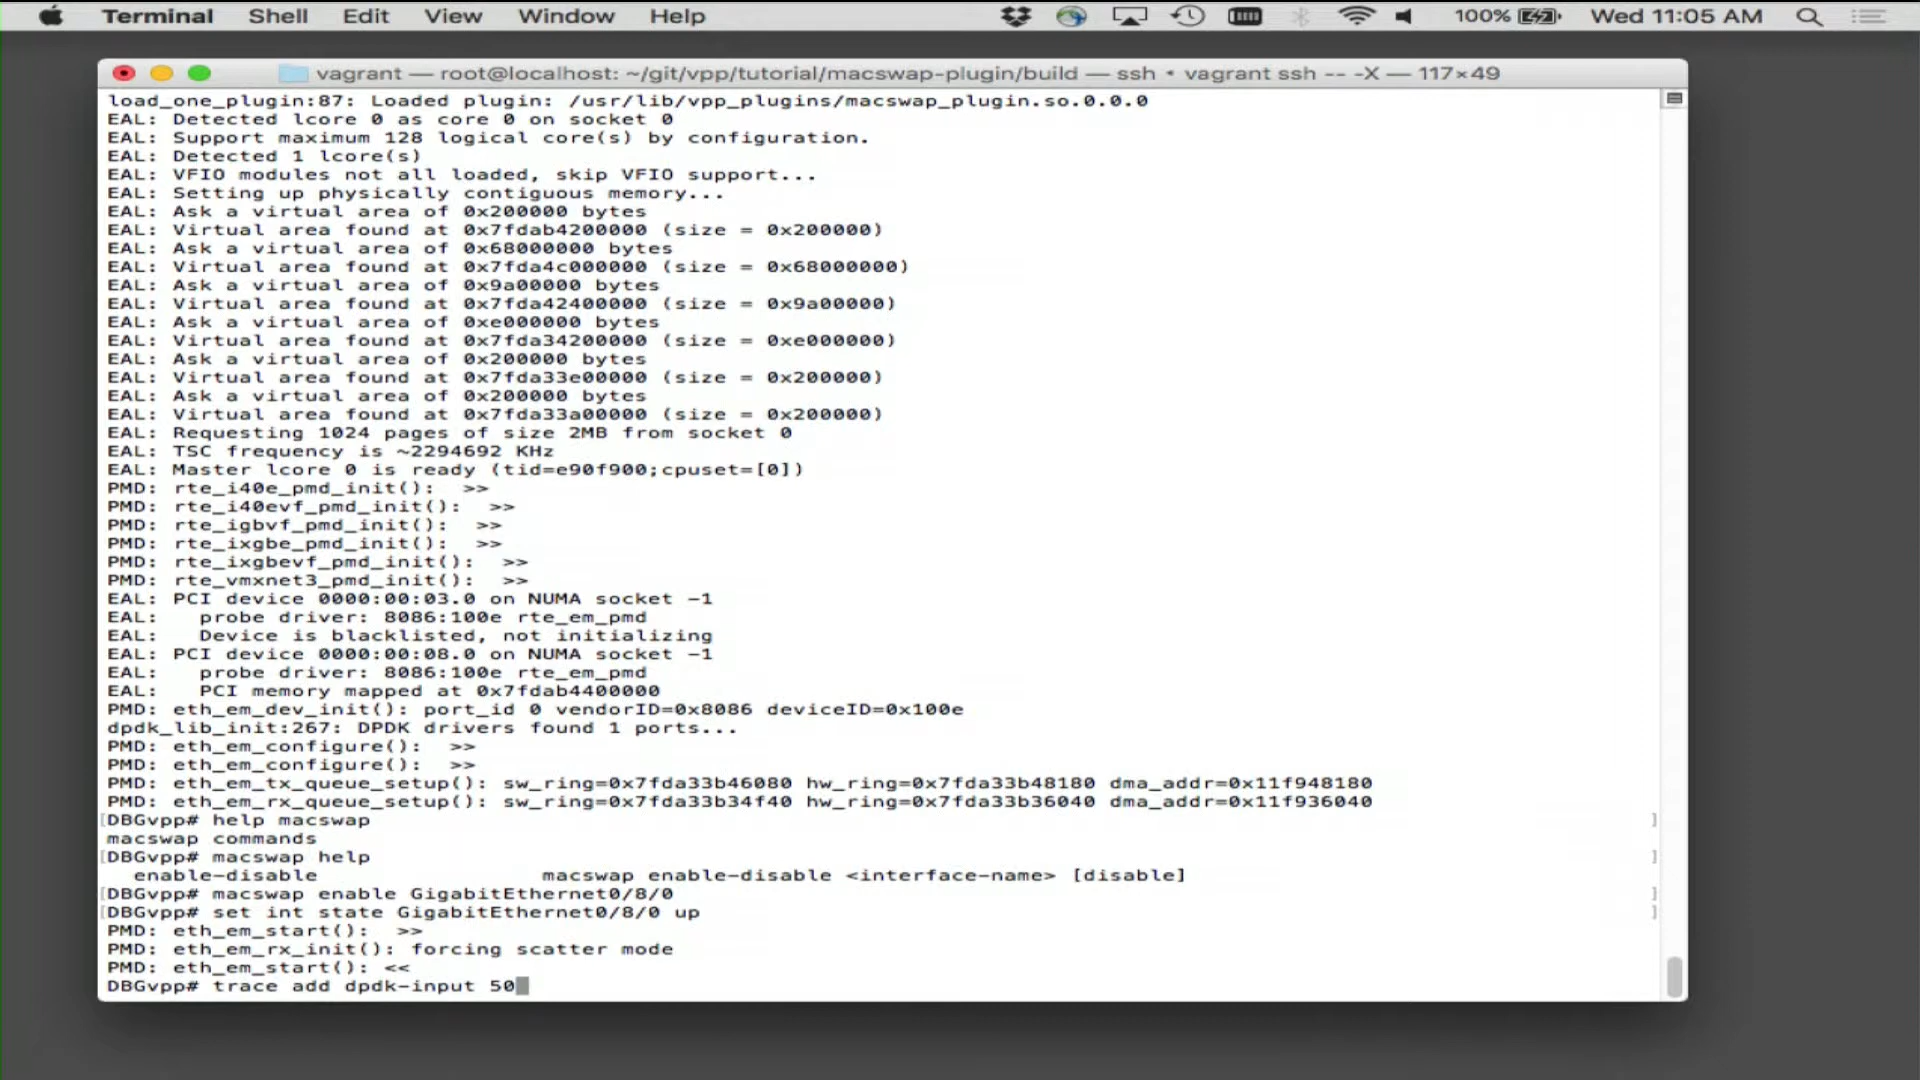 Terminal Shell Edit View Window Help 100% Wed 11:05 AM
vagrant — root@localhost: ~/git/vpp/tutorial/macswap-plugin/build — ssh • vagrant ssh -- -X — 117×49
load_one_plugin:87: Loaded plugin: /usr/lib/vpp_plugins/macswap_plugin.so.0.0.0
EAL: Detected lcore 0 as core 0 on socket 0
EAL: Support maximum 128 logical core(s) by configuration.
EAL: Detected 1 lcore(s)
EAL: VFIO modules not all loaded, skip VFIO support...
EAL: Setting up physically contiguous memory...
EAL: Ask a virtual area of 0x200000 bytes
EAL: Virtual area found at 0x7fdab4200000 (size = 0x200000)
EAL: Ask a virtual area of 0x68000000 bytes
EAL: Virtual area found at 0x7fda4c000000 (size = 0x68000000)
EAL: Ask a virtual area of 0x9a00000 bytes
EAL: Virtual area found at 0x7fda42400000 (size = 0x9a00000)
EAL: Ask a virtual area of 0xe000000 bytes
EAL: Virtual area found at 0x7fda34200000 (size = 0xe000000)
EAL: Ask a virtual area of 0x200000 bytes
EAL: Virtual area found at 0x7fda33e00000 (size = 0x200000)
EAL: Ask a virtual area of 0x200000 bytes
EAL: Virtual area found at 0x7fda33a00000 (size = 0x200000)
EAL: Requesting 1024 pages of size 2MB from socket 0
EAL: TSC frequency is ~2294692 KHz
EAL: Master lcore 0 is ready (tid=e90f900;cpuset=[0])
PMD: rte_i40e_pmd_init():  >>
PMD: rte_i40evf_pmd_init():  >>
PMD: rte_igbvf_pmd_init():  >>
PMD: rte_ixgbe_pmd_init():  >>
PMD: rte_ixgbevf_pmd_init():  >>
PMD: rte_vmxnet3_pmd_init():  >>
EAL: PCI device 0000:00:03.0 on NUMA socket -1
EAL:   probe driver: 8086:100e rte_em_pmd
EAL:   Device is blacklisted, not initializing
EAL: PCI device 0000:00:08.0 on NUMA socket -1
EAL:   probe driver: 8086:100e rte_em_pmd
EAL:   PCI memory mapped at 0x7fdab4400000
PMD: eth_em_dev_init(): port_id 0 vendorID=0x8086 deviceID=0x100e
dpdk_lib_init:267: DPDK drivers found 1 ports...
PMD: eth_em_configure():  >>
PMD: eth_em_configure():  >>
PMD: eth_em_tx_queue_setup(): sw_ring=0x7fda33b46080 hw_ring=0x7fda33b48180 dma_addr=0x11f948180
PMD: eth_em_rx_queue_setup(): sw_ring=0x7fda33b34f40 hw_ring=0x7fda33b36040 dma_addr=0x11f936040
[DBGvpp# help macswap ]
macswap commands
[DBGvpp# macswap help ]
  enable-disable                 macswap enable-disable <interface-name> [disable]
[DBGvpp# macswap enable GigabitEthernet0/8/0 ]
[DBGvpp# set int state GigabitEthernet0/8/0 up ]
PMD: eth_em_start():  >>
PMD: eth_em_rx_init(): forcing scatter mode
PMD: eth_em_start(): <<
DBGvpp# trace add dpdk-input 50